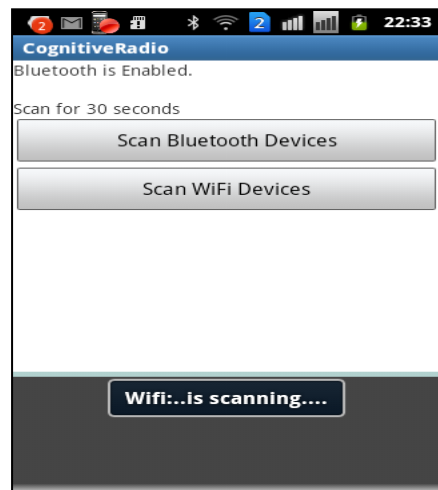 2 2 22:33
CognitiveRadio
Bluetooth is Enabled.
Scan for 30 seconds
Scan Bluetooth Devices
Scan WiFi Devices
Wifi:..is scanning....